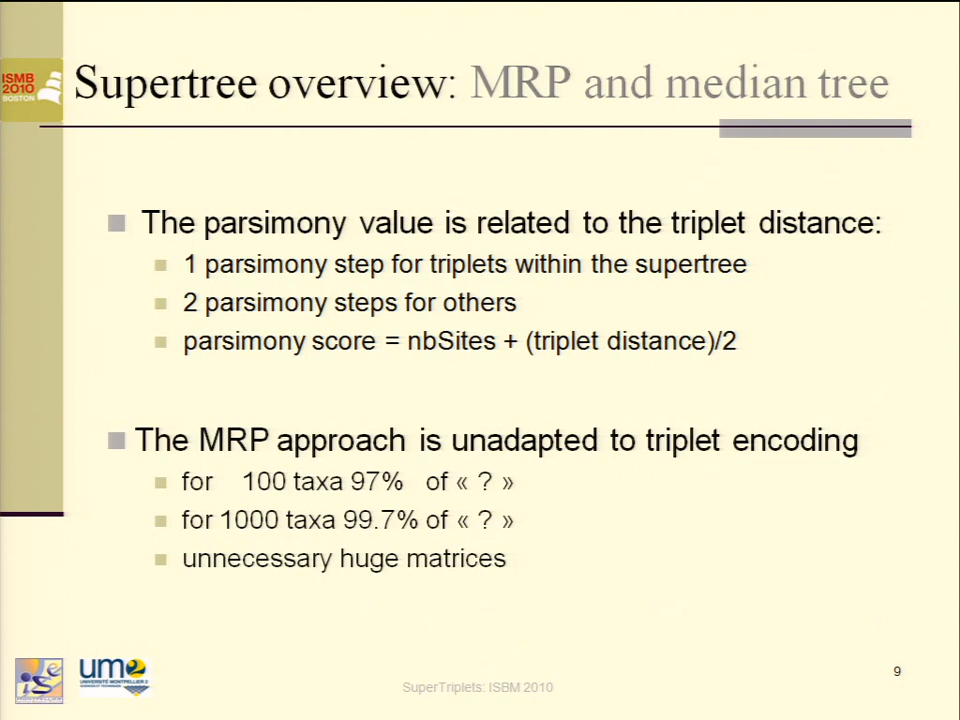 ISMB
2010
BOSTON
Supertree overview: MRP and median tree
The parsimony value is related to the triplet distance:
1 parsimony step for triplets within the supertree
2 parsimony steps for others
parsimony score = nbSites + (triplet distance)/2
The MRP approach is unadapted to triplet encoding
for 100 taxa 97% of « ? »
for 1000 taxa 99.7% of « ? »
unnecessary huge matrices
um2
UNIVERSITÉ MONTPELLIER 2
SuperTriplets: ISBM 2010
9